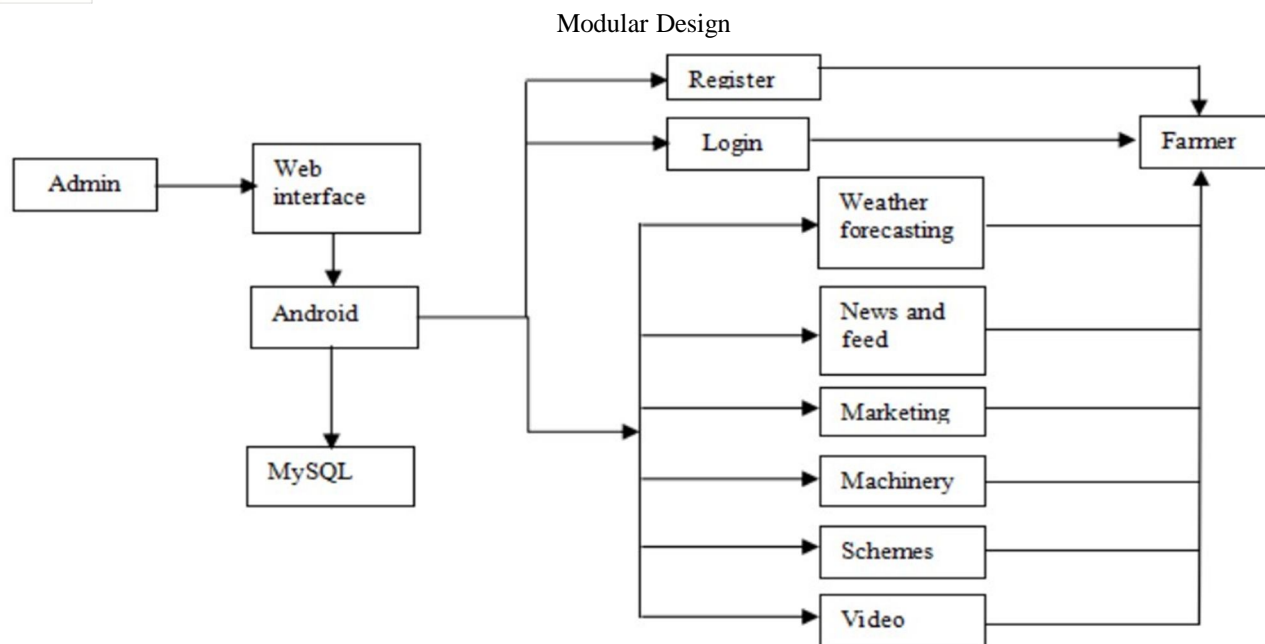 Modular Design
Register
Login
Farmer
Admin
Web
interface
Android
MySQL
Weather
forecasting
News and
feed
Marketing
Machinery
Schemes
Video